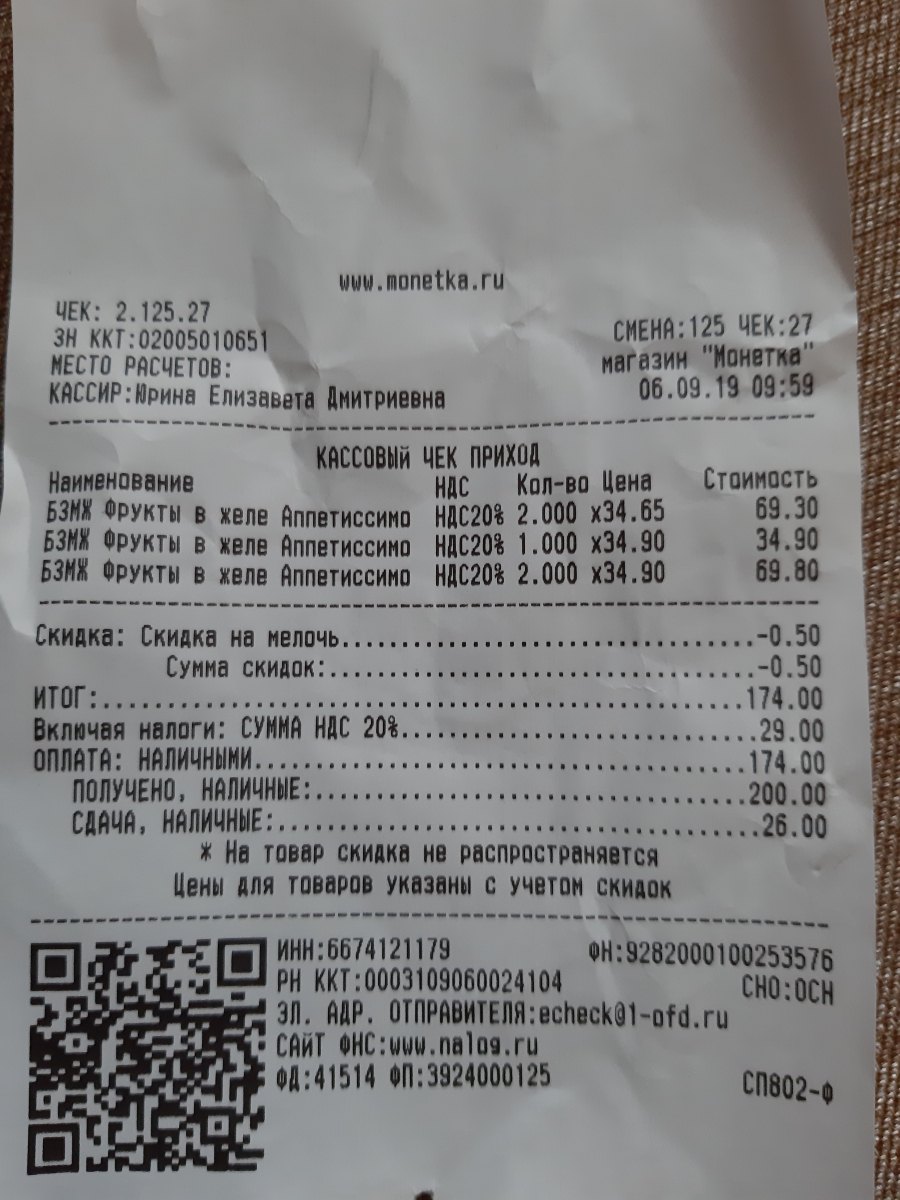 www.monetka.ru
ЧЕК: 2.125.27
СМЕНА:125 ЧЕК:27
ЗН ККТ:02005010651
магазин "Монетка"
МЕСТО РАСЧЕТОВ:
06.09.19 09:59
КАССИР:Юрина Елизавета Дмитриевна
КАССОВЫЙ ЧЕК ПРИХОД
Наименование НДС Кол-во Цена Стоимость
БЗМЖ Фрукты в желе Аппетиссимо НДС20% 2.000 х34.65 69.30
БЗМЖ Фрукты в желе Аппетиссимо НДС20% 1.000 х34.90 34.90
БЗМЖ Фрукты в желе Аппетиссимо НДС20% 2.000 х34.90 69.80
Скидка: Скидка на мелочь...-0.50
Сумма скидок:...-0.50
ИТОГ:...174.00
Включая налоги: СУММА НДС 20%...29.00
ОПЛАТА: НАЛИЧНЫМИ...174.00
ПОЛУЧЕНО, НАЛИЧНЫЕ:...200.00
СДАЧА, НАЛИЧНЫЕ:...26.00
* На товар скидка не распространяется
Цены для товаров указаны с учетом скидок
ИНН:6674121179 ФН:9282000100253576
РН ККТ:0003109060024104 СНО:ОСН
ЭЛ. АДР. ОТПРАВИТЕЛЯ:echeck@1-ofd.ru
САЙТ ФНС:www.nalog.ru
ФД:41514 ФП:3924000125 СП802-Ф